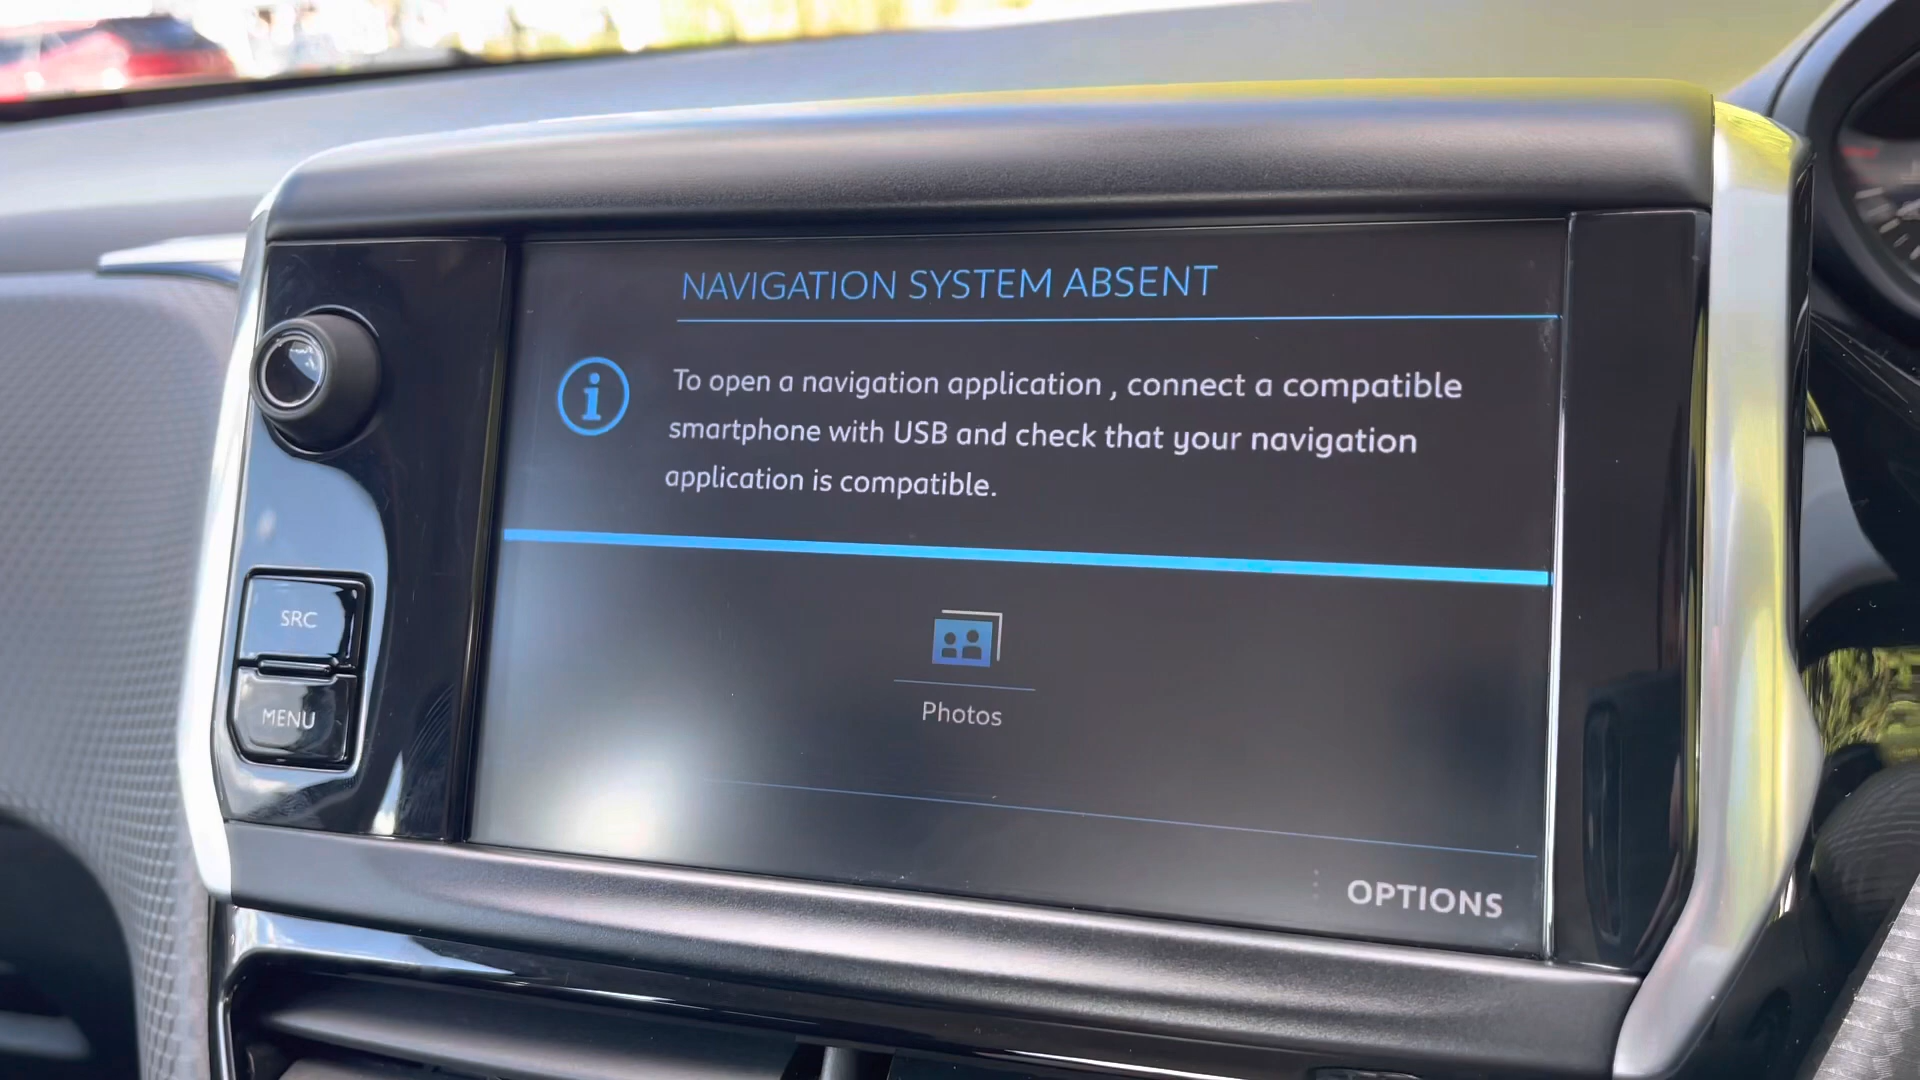 NAVIGATION SYSTEM ABSENT
To open a navigation application , connect a compatible
smartphone with USB and check that your navigation
application is compatible.
SRC
MENU
Photos
OPTIONS